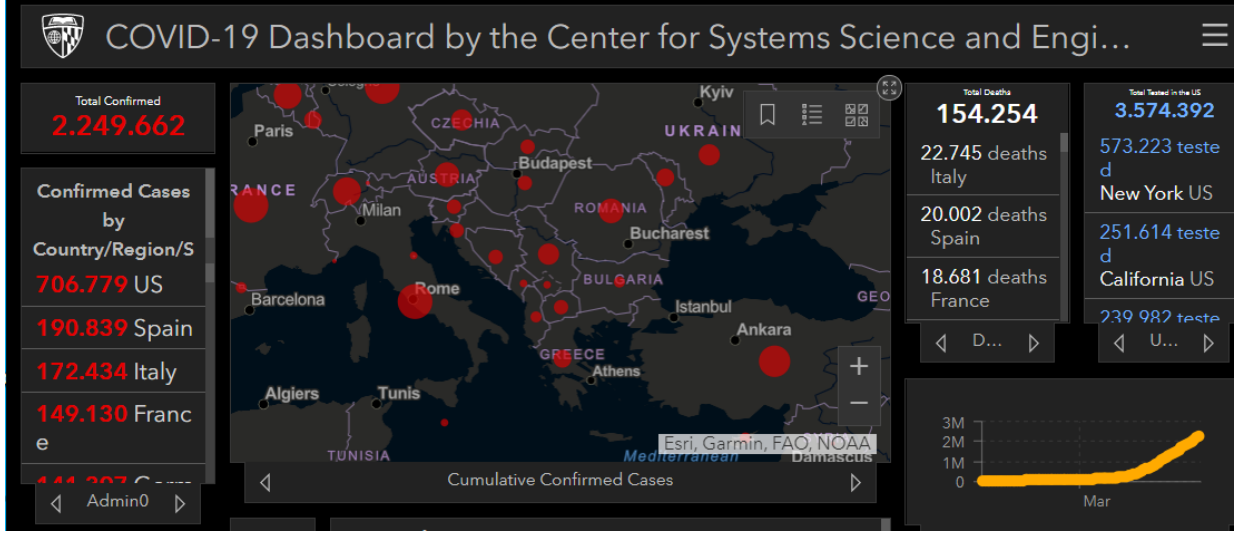 COVID-19 Dashboard by the Center for Systems Science and Engi...
Total Confirmed
2.249.662
Confirmed Cases
by
Country/Region/S
706.779 US
190.839 Spain
172.434 Italy
149.130 Franc
e
Admin0
Kyiv
Paris
CZECHIA
UKRAIN
Budapest
AUSTRIA
RANCE
Milan
ROMANIA
Bucharest
BULGARIA
Barcelona
Rome
Istanbul
GEO
Ankara
GREECE
Athens
Algiers
Tunis
TUNISIA
Mediterranean
Esri, Garmin, FAO, NOAA
Damascus
Cumulative Confirmed Cases
Total Deaths
154.254
22.745 deaths
Italy
20.002 deaths
Spain
18.681 deaths
France
D...
Total Tested in the US
3.574.392
573.223 teste
d
New York US
251.614 teste
d
California US
239.982 teste
U...
3M
2M
1M
0
Mar